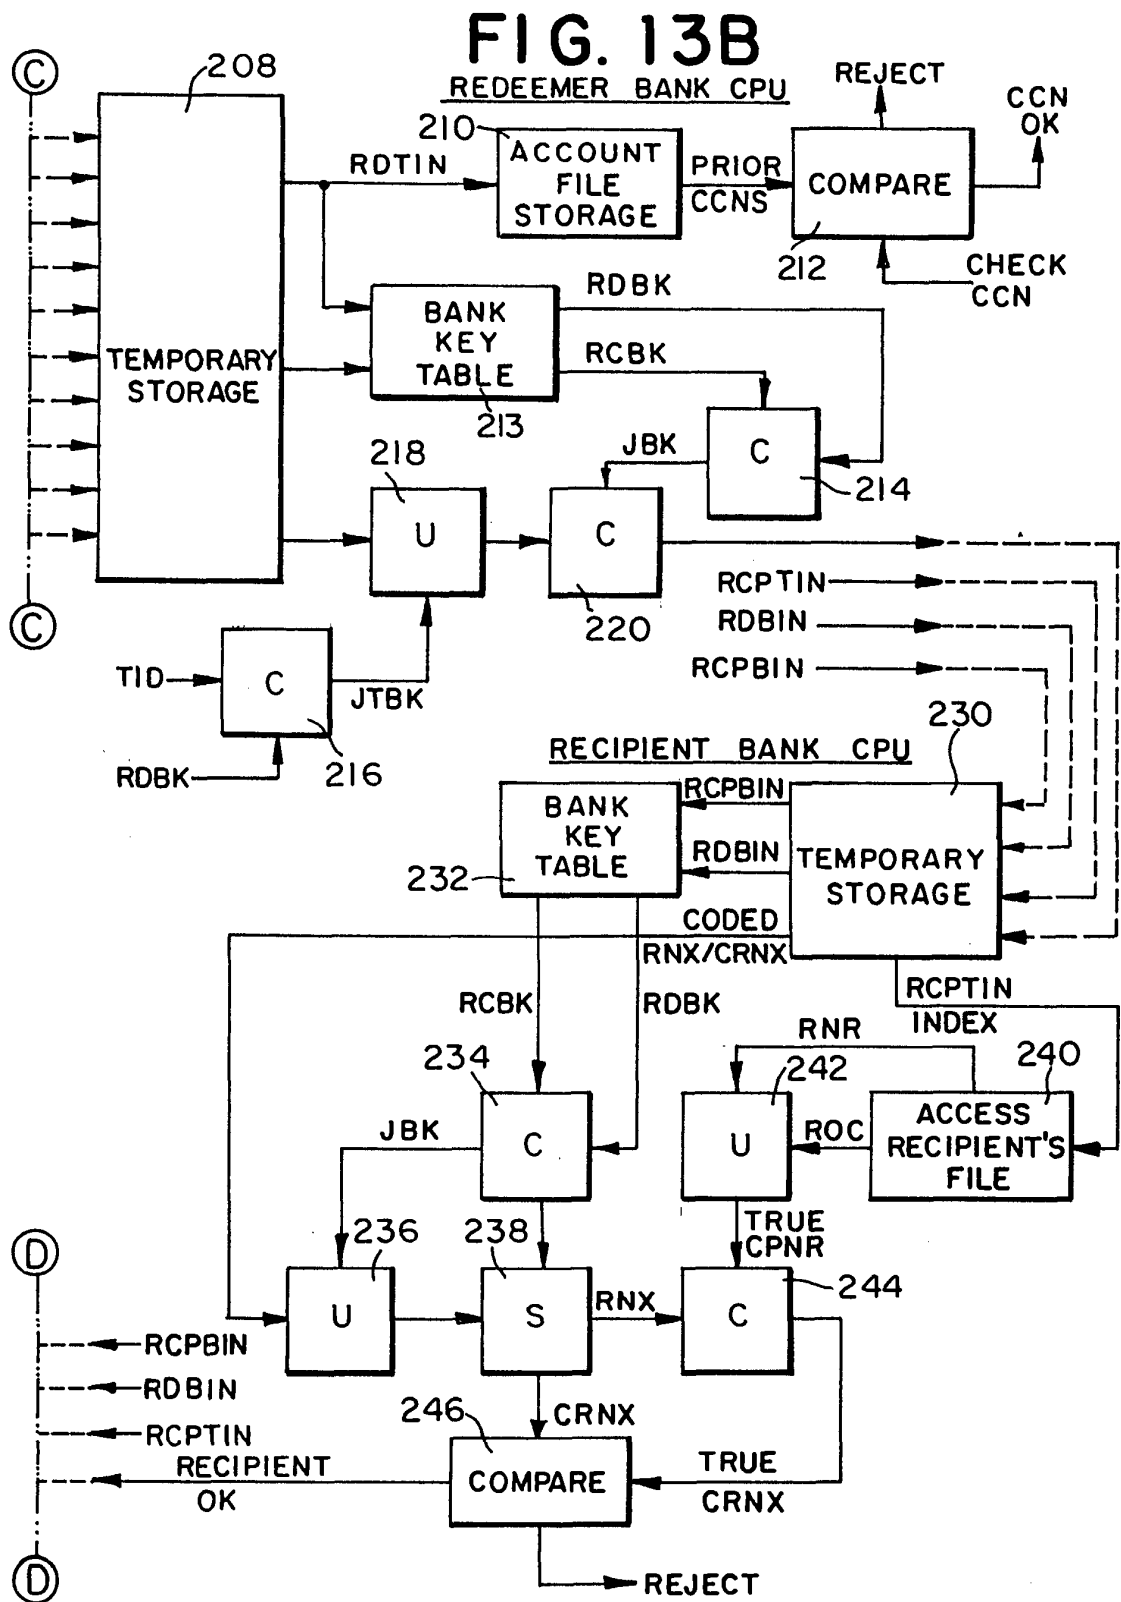 FIG. 13B
REDEEMER BANK CPU
C
208
REJECT
CCN
OK
210
ACCOUNT
FILE
STORAGE
RDTIN
PRIOR
CCNS
COMPARE
212
CHECK
CCN
RDBK
BANK
KEY
TABLE
213
RCBK
TEMPORARY
STORAGE
218
JBK
C
214
U
C
220
RCPTIN
RDBIN
RCPBIN
C
TID
C
JTBK
216
RDBK
230
RECIPIENT BANK CPU
RCPBIN
BANK
KEY
TABLE
232
RDBIN
TEMPORARY
STORAGE
CODED
RNX/CRNX
RCBK
RDBK
RCPTIN
INDEX
RNR
234
242
240
JBK
C
U
ROC
ACCESS
RECIPIENT'S
FILE
TRUE
CPNR
D
236
238
244
U
S
RNX
C
RCPBIN
RDBIN
RCPTIN
246
CRNX
RECIPIENT
OK
COMPARE
TRUE
CRNX
D
REJECT